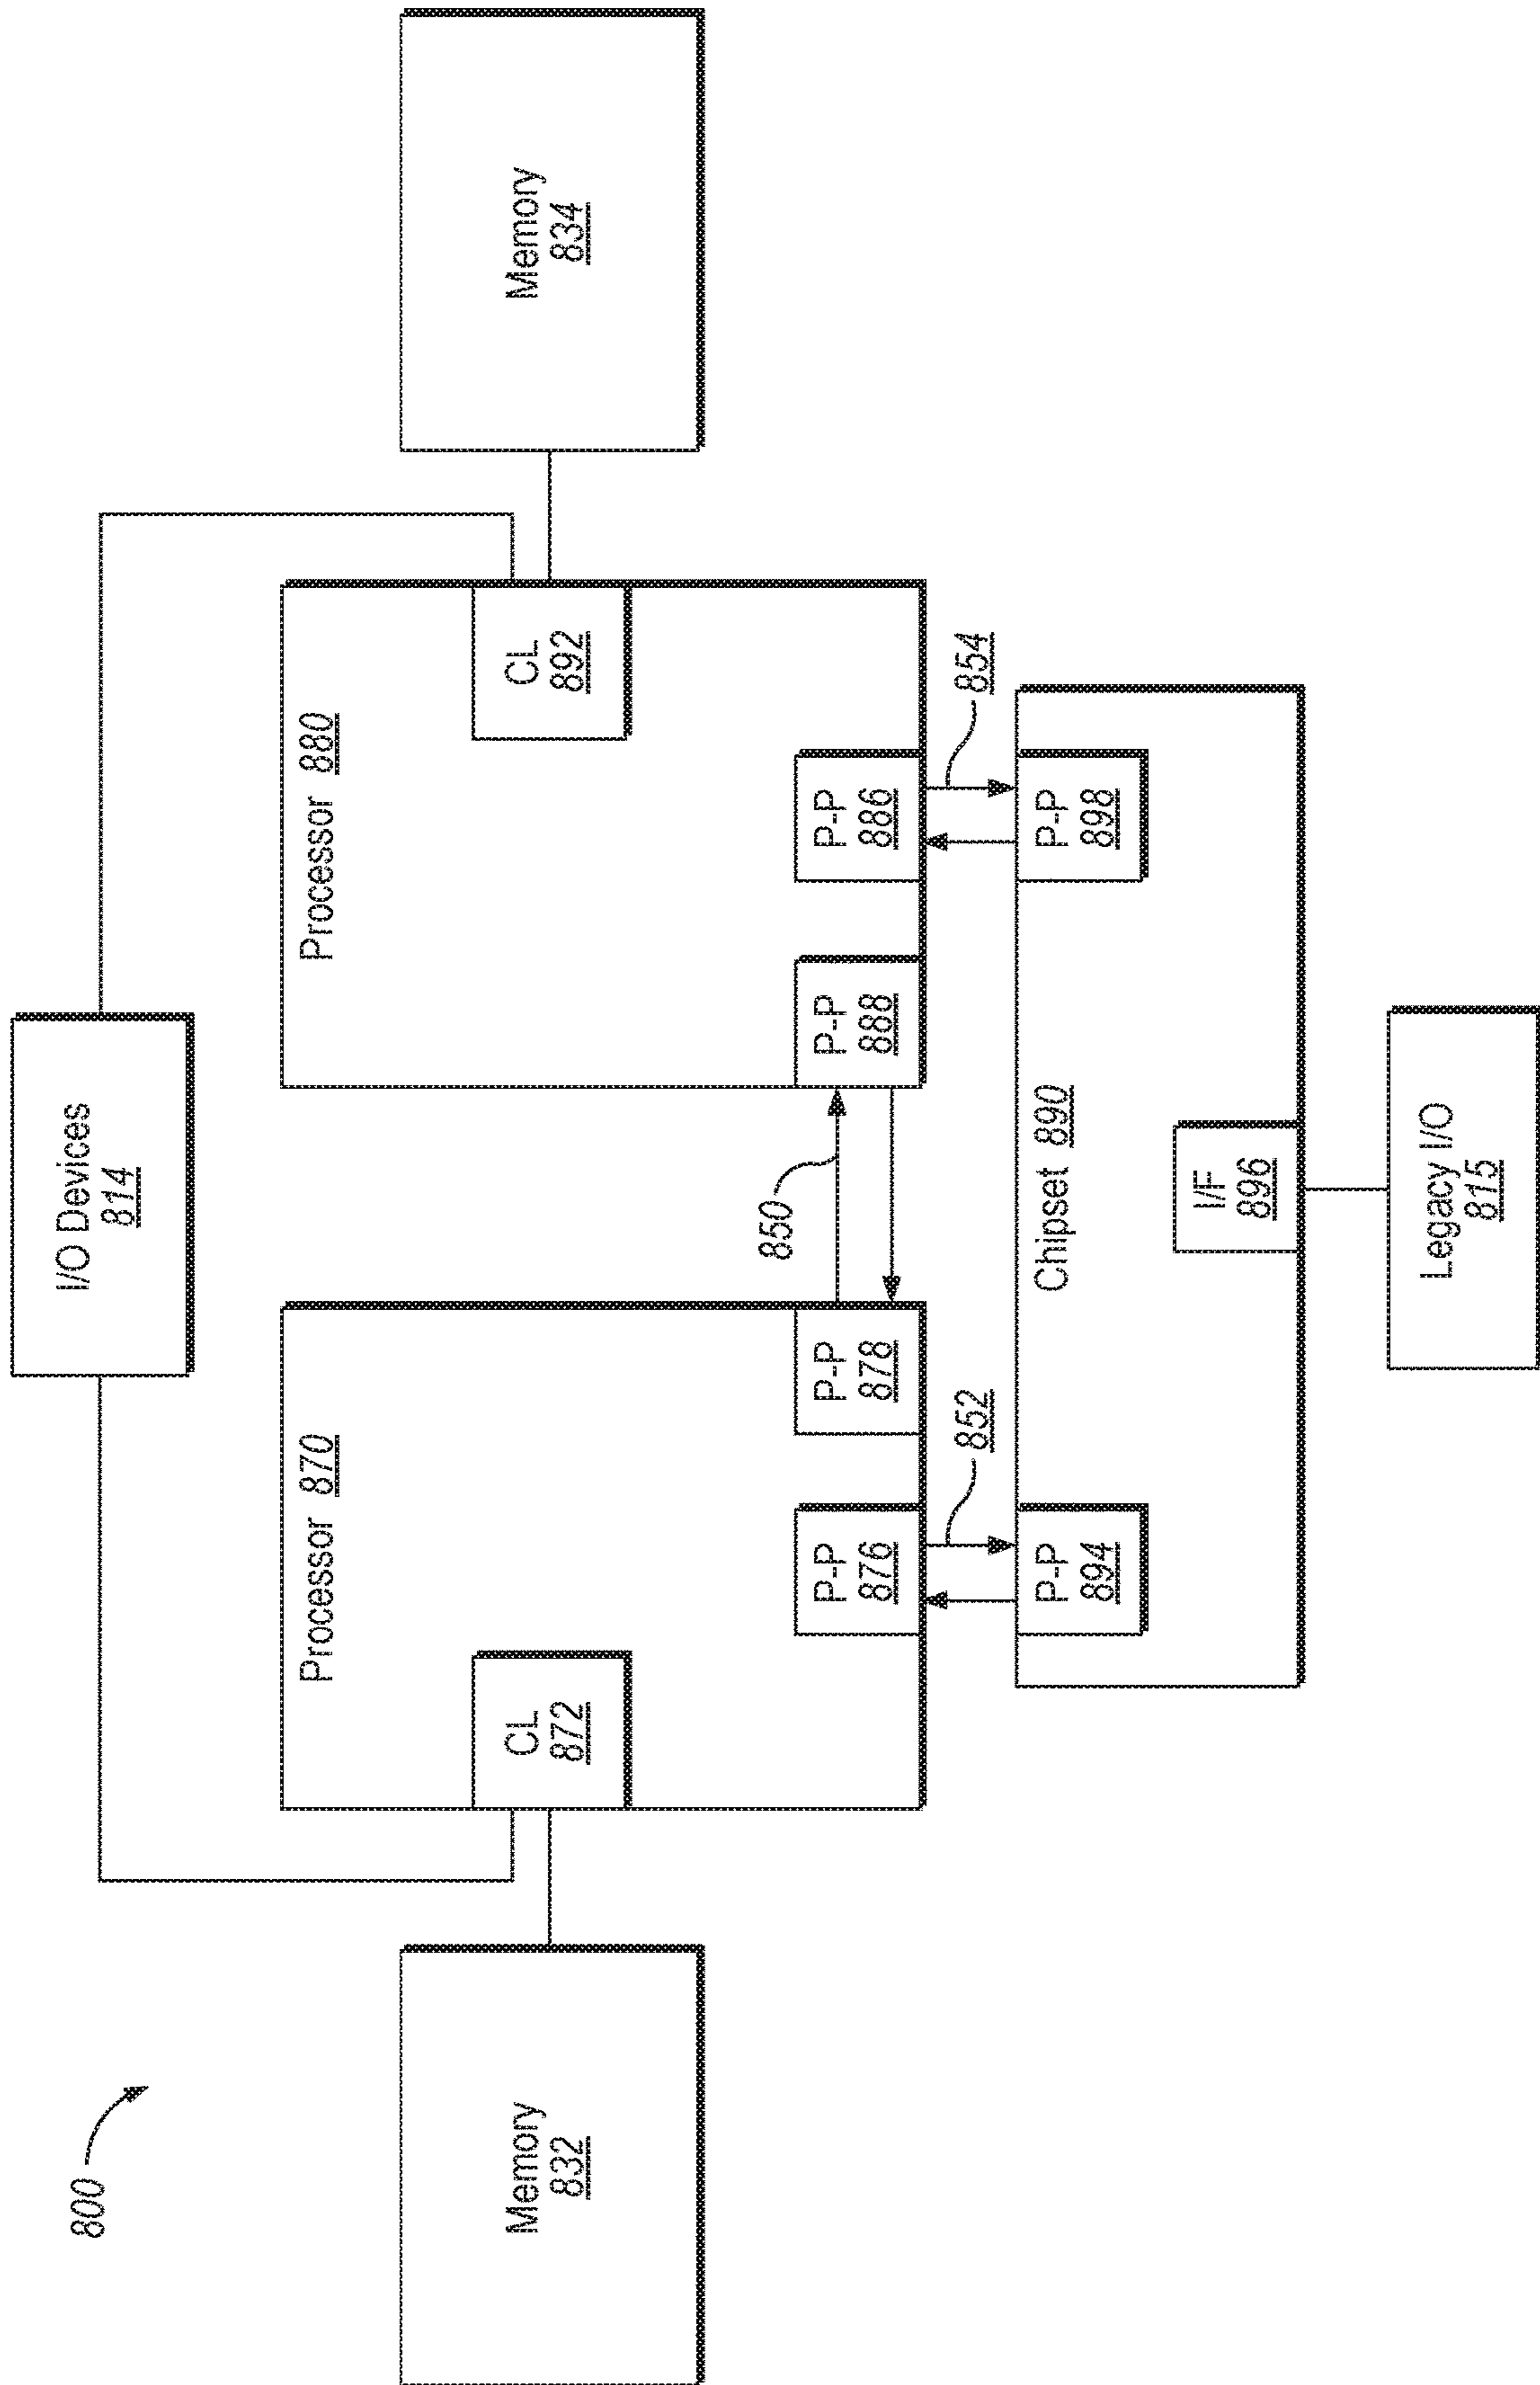 800
I/O Devices
814
Memory
832
Processor 870
CL
872
P-P
876
P-P
878
850
Processor 880
CL
892
P-P
888
P-P
886
Memory
834
852
854
Chipset 890
P-P
894
P-P
898
I/F
896
Legacy I/O
815